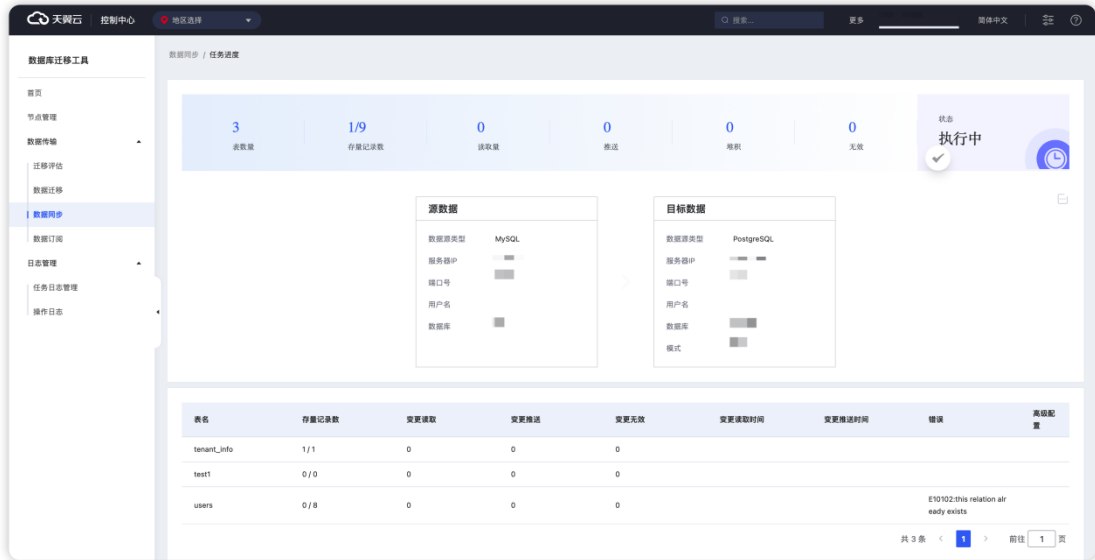 天翼云 控制中心 地区选择 搜索... 更多 简体中文
数据库迁移工具
首页
节点管理
数据传输
迁移评估
数据迁移
数据同步
数据订阅
日志管理
任务日志管理
操作日志
数据同步 / 任务进度
3 1/9 0 0 0 0
表数量 存量记录数 读取量 推送 堆积 无效
状态
执行中
源数据
数据源类型 MySQL
服务器IP
端口号
用户名
数据库
目标数据
数据源类型 PostgreSQL
服务器IP
端口号
用户名
数据库
模式
表名 存量记录数 变更读取 变更推送 变更无效 变更读取时间 变更推送时间 错误 高级配
置
tenant_info 1 / 1 0 0 0
test1 0 / 0 0 0 0
users 0 / 8 0 0 0 E10102:this relation alr
eady exists
共 3 条 < 1 > 前往 1 页